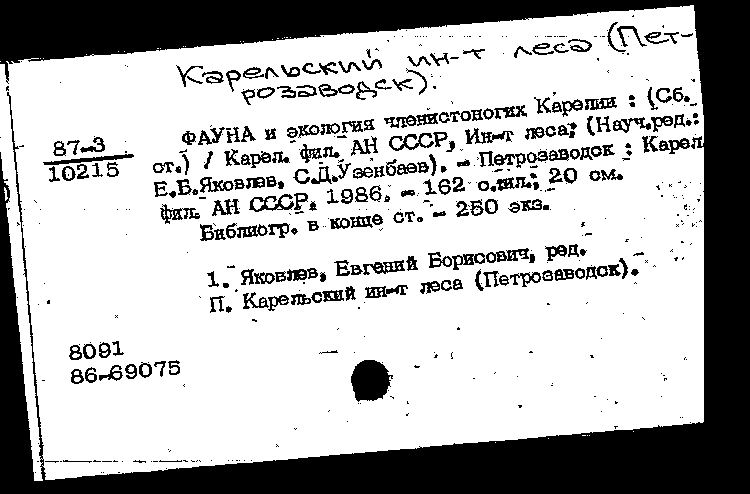 Карельский ин-т леса (Пет-
розаводск).
87-3
10215
ФАУНА и экология членистоногих Карелии : (Сб.
ст.) / Карел. фил. АН СССР, Ин-т леса; (Науч.ред.:
Е.Б.Яковлев, С.Д.Узенбаев). - Петрозаводск : Карел.
фил. АН СССР. 1986. - 162 с.ил.; 20 см.
Библиогр. в конце ст. - 250 экз.
1. Яковлев, Евгений Борисович, ред.
П. Карельский ин-т леса (Петрозаводск).
8091
86-69075